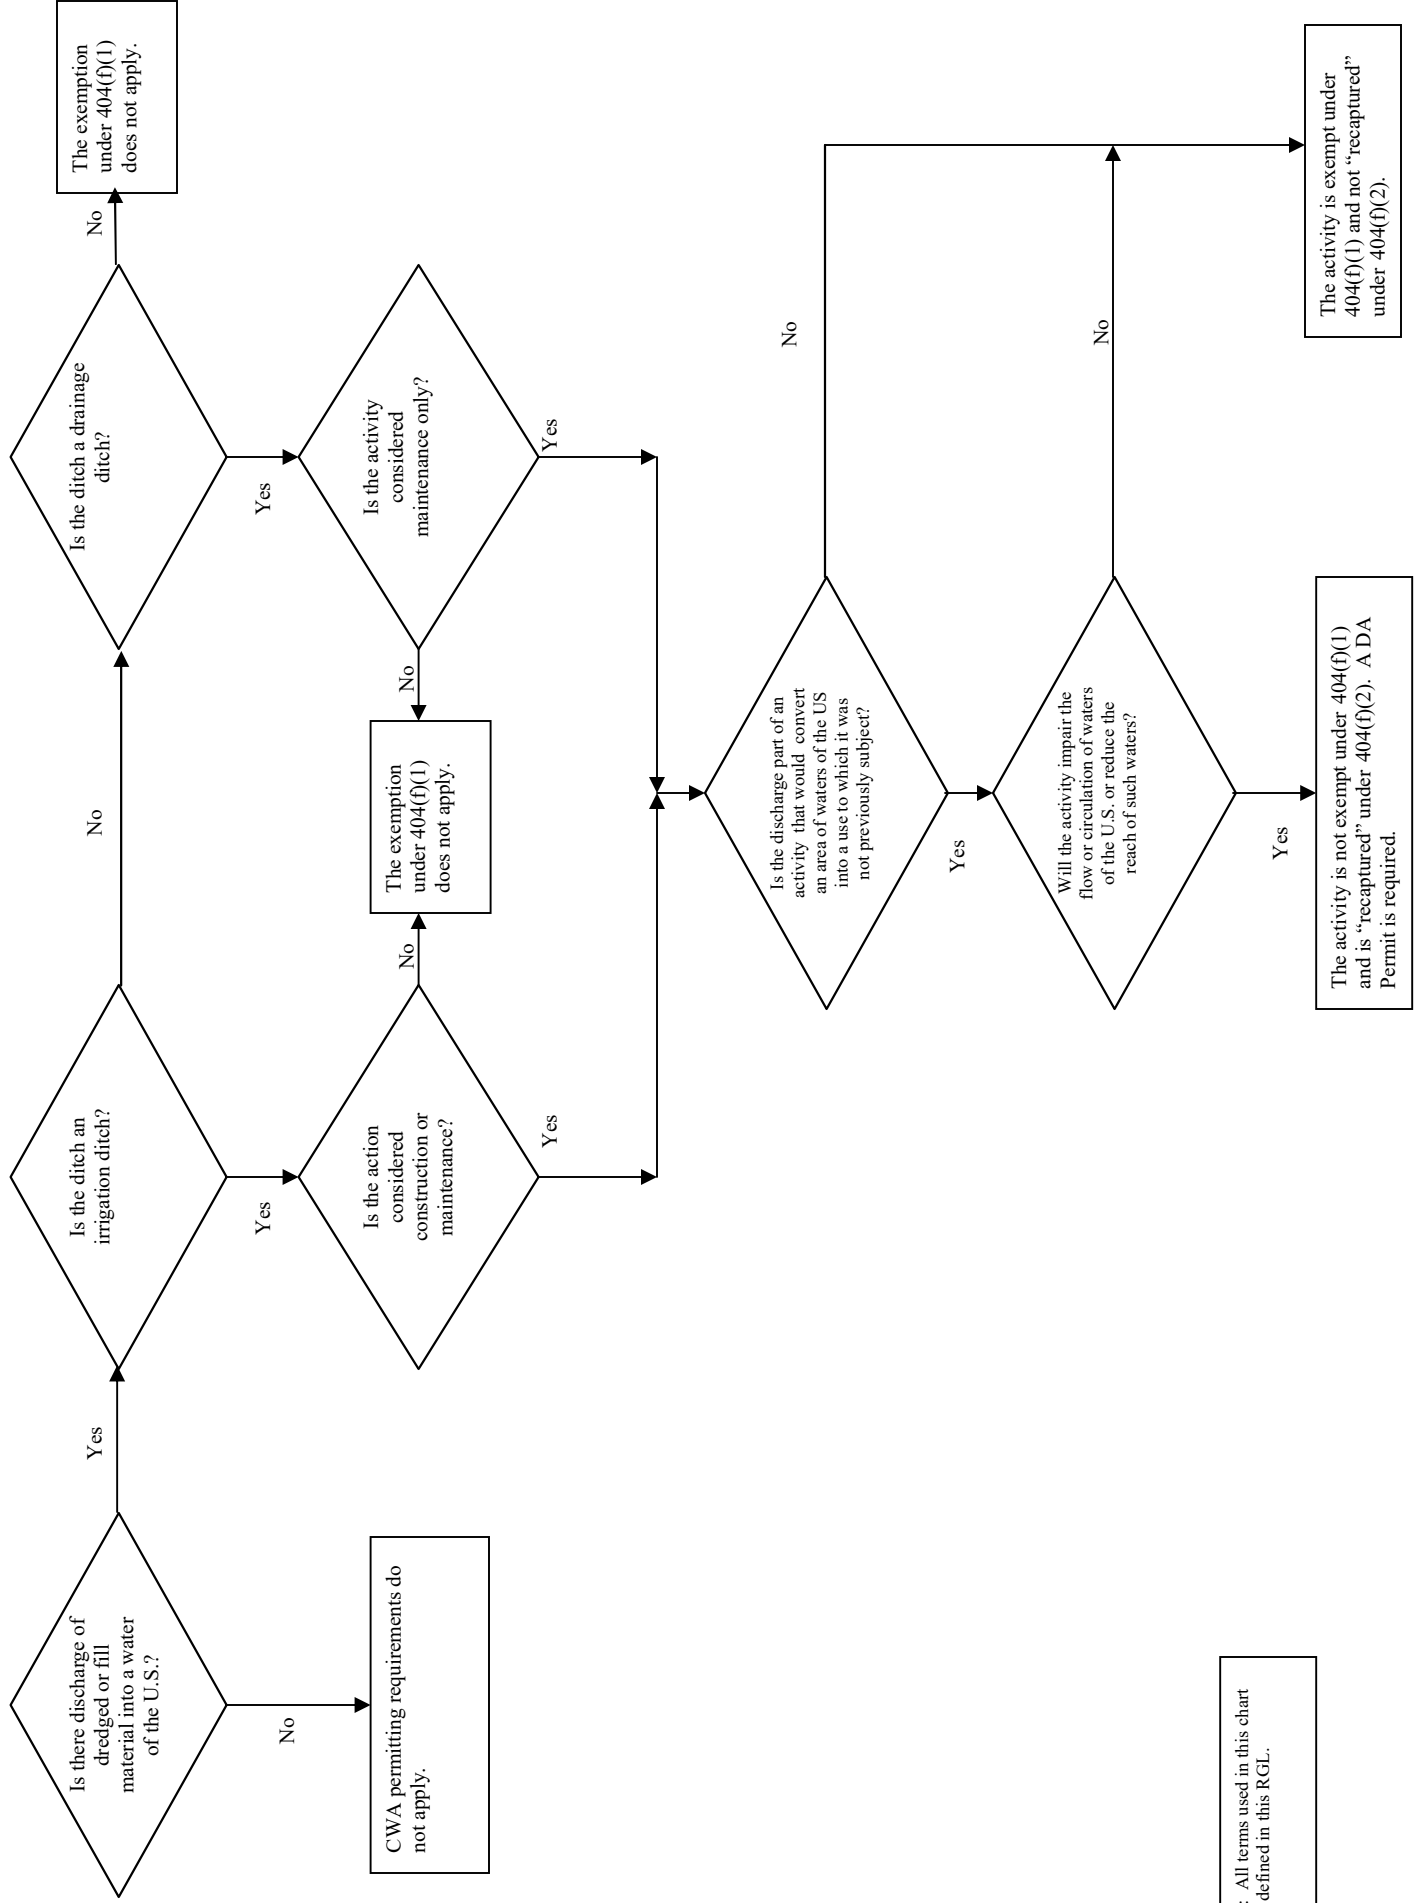 Is there discharge of
dredged or fill
material into a water
of the U.S.?
Yes
No
CWA permitting requirements do
not apply.
Is the ditch an
irrigation ditch?
No
Yes
Is the action
considered
construction or
maintenance?
No
Yes
The exemption
under 404(f)(1)
does not apply.
Is the ditch a drainage
ditch?
No
The exemption
under 404(f)(1)
does not apply.
Yes
Is the activity
considered
maintenance only?
No
Yes
Is the discharge part of an
activity that would convert
an area of waters of the US
into a use to which it was
not previously subject?
No
Yes
Will the activity impair the
flow or circulation of waters
of the U.S. or reduce the
reach of such waters?
No
Yes
The activity is not exempt under 404(f)(1)
and is “recaptured” under 404(f)(2). A DA
Permit is required.
The activity is exempt under
404(f)(1) and not “recaptured”
under 404(f)(2).
: All terms used in this chart
defined in this RGL.